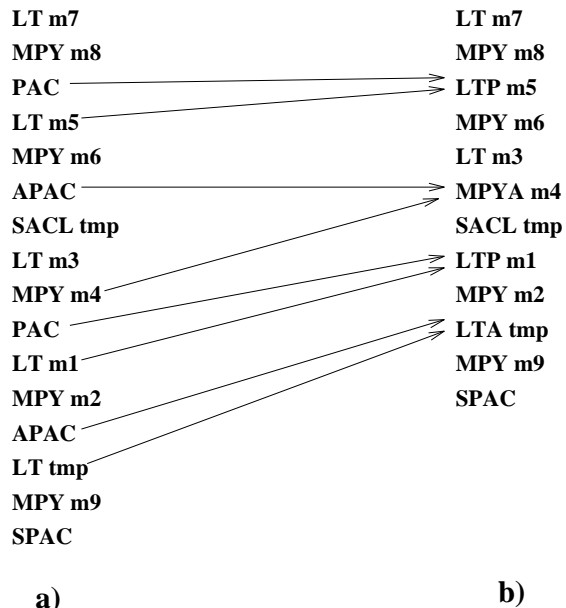 LT m7
MPY m8
PAC
LT m5
MPY m6
APAC
SACL tmp
LT m3
MPY m4
PAC
LT m1
MPY m2
APAC
LT tmp
MPY m9
SPAC
a)
LT m7
MPY m8
LTP m5
MPY m6
LT m3
MPYA m4
SACL tmp
LTP m1
MPY m2
LTA tmp
MPY m9
SPAC
b)